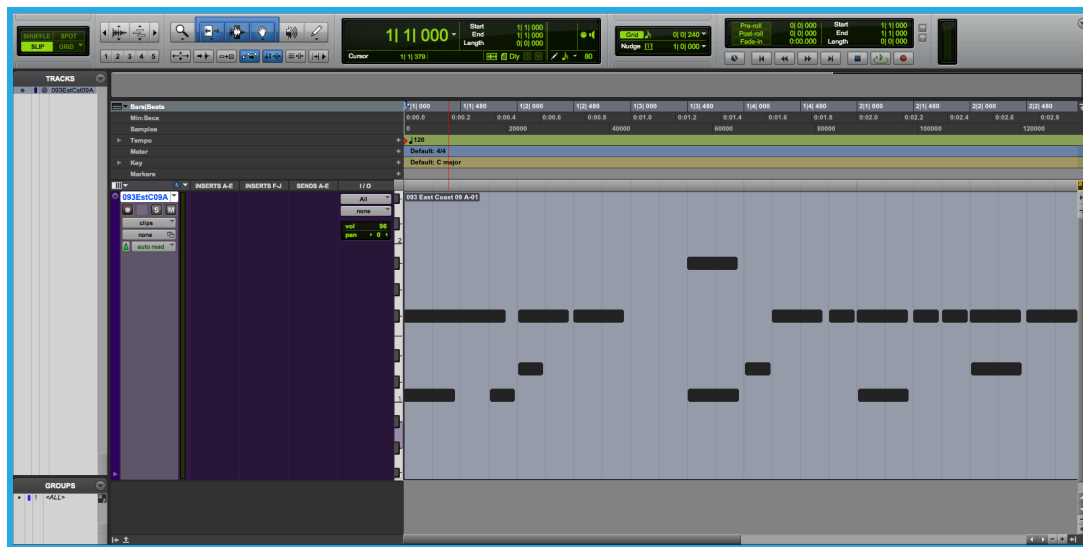 SHUFFLE SPOT
SLIP GRID
1 2 3 4 5
1| 1| 000
Start 1| 1| 000
End 1| 1| 000
Length 0| 0| 000
Cursor 1| 1| 379
Dly
80
Grid 0| 0| 240
Nudge 1| 0| 000
Pre-roll 0| 0| 000
Post-roll 0| 0| 000
Fade-in 0:00.000
Start 1| 1| 000
End 1| 1| 000
Length 0| 0| 000
TRACKS
093EstCst09A
Bars|Beats
1|1| 000 1|1| 480 1|2| 000 1|2| 480 1|3| 000 1|3| 480 1|4| 000 1|4| 480 2|1| 000 2|1| 480 2|2| 000 2|2| 480
Min:Secs
0:00.0 0:00.2 0:00.4 0:00.6 0:00.8 0:01.0 0:01.2 0:01.4 0:01.6 0:01.8 0:02.0 0:02.2 0:02.4 0:02.6 0:02.8
Samples
0 20000 40000 60000 80000 100000 120000
Tempo
120
Meter
Default: 4/4
Key
Default: C major
Markers
INSERTS A-E INSERTS F-J SENDS A-E I / O
093EstC09A
S M
clips
none
auto read
All
none
vol 96
pan 0
2
1
093 East Coast 09 A-01
GROUPS
! <ALL>